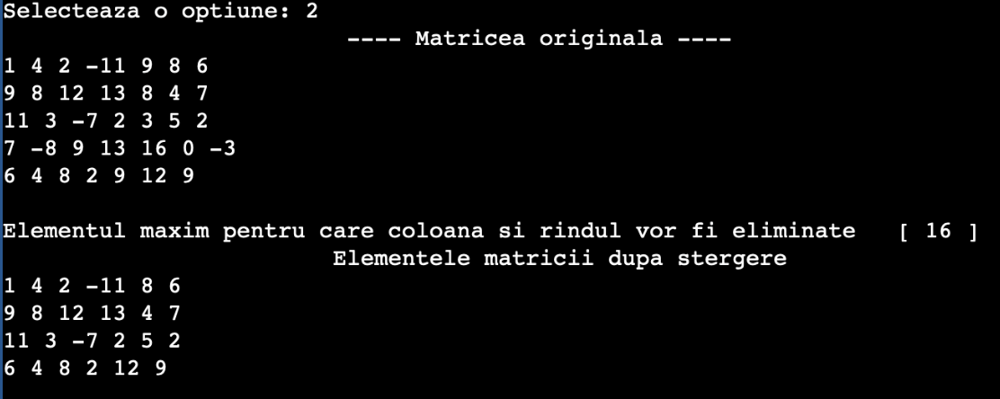 Selecteaza o optiune: 2
---- Matricea originala ----
1 4 2 -11 9 8 6
9 8 12 13 8 4 7
11 3 -7 2 3 5 2
7 -8 9 13 16 0 -3
6 4 8 2 9 12 9
Elementul maxim pentru care coloana si rindul vor fi eliminate [ 16 ]
Elementele matricii dupa stergere
1 4 2 -11 8 6
9 8 12 13 4 7
11 3 -7 2 5 2
6 4 8 2 12 9